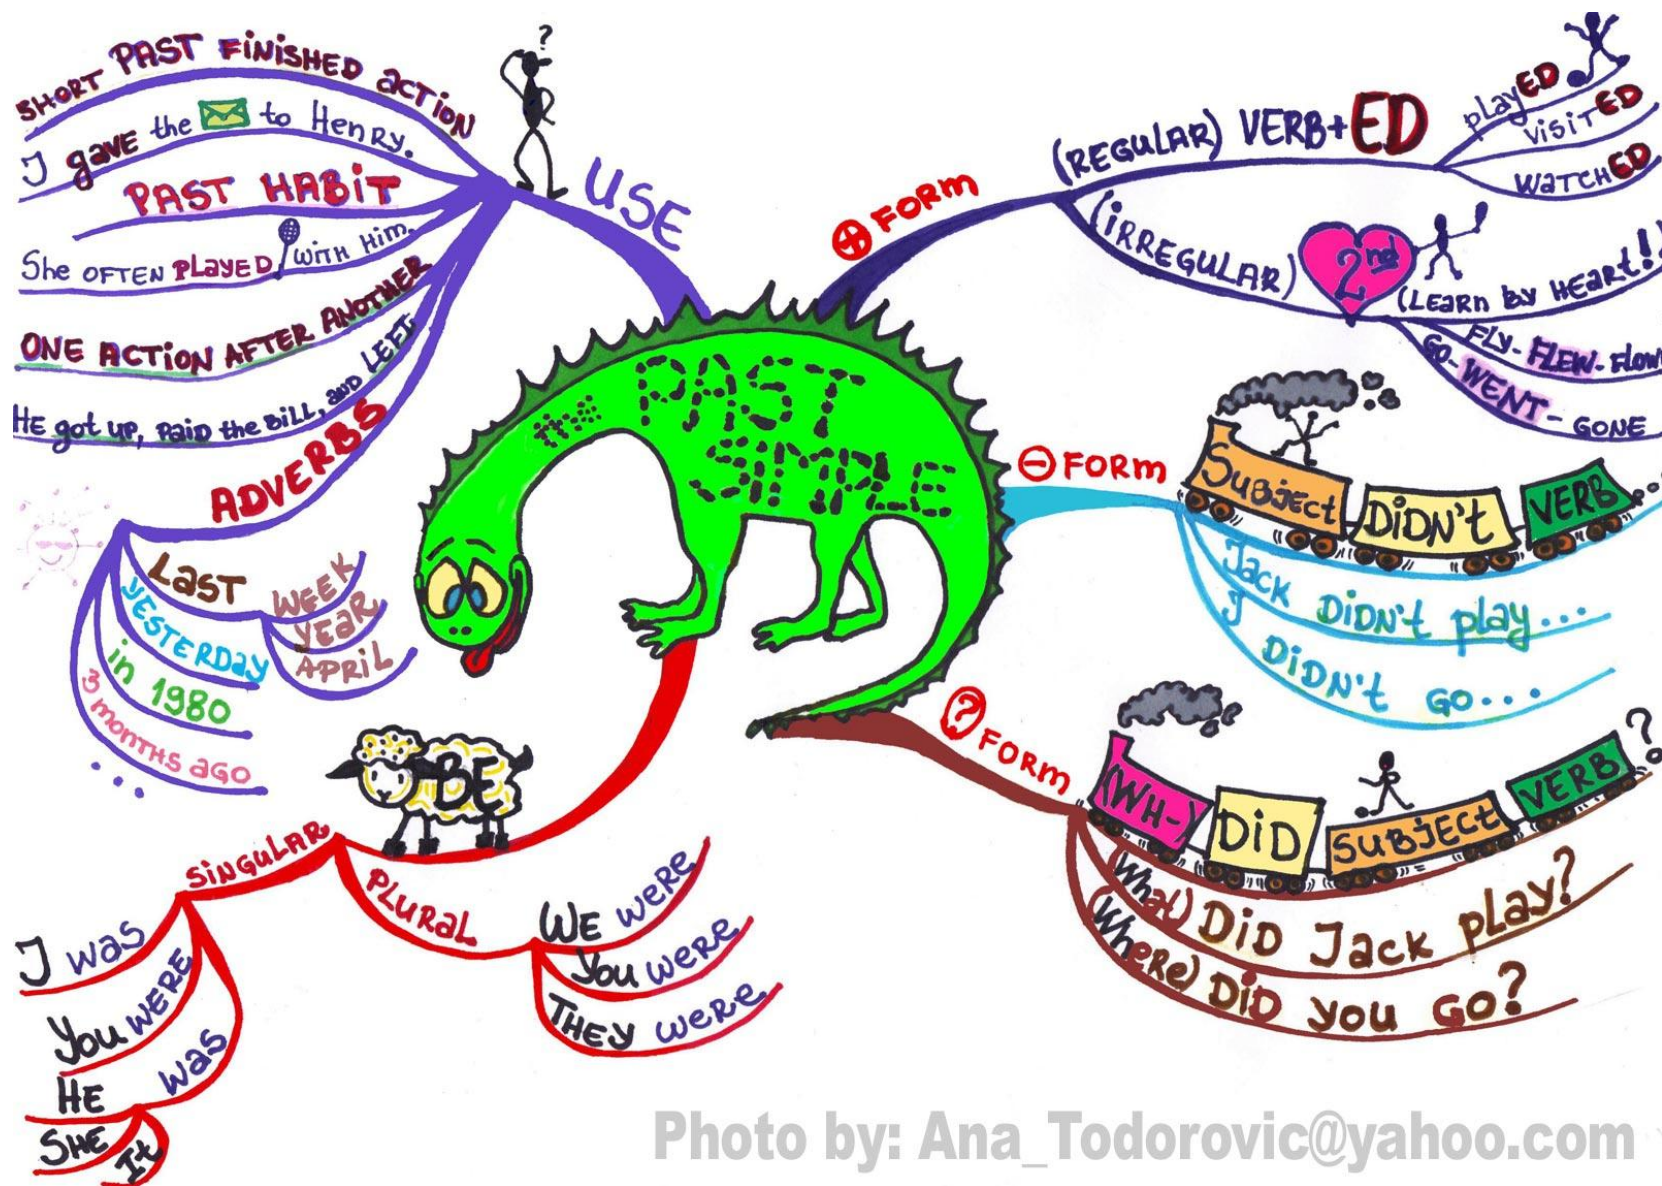 SHORT PAST FiNiSHED aCTiON
I gave the to Henry.
PAST HABiT
She OFTEN PLAYED with Him.
ONE ACTiON AFTER ANOTHER
HE got up, paiD the BiLL, anD LEFT
ADVERBS
LaST
WEEK
YEAR
APRiL
YESTERDay
in 1980
3 MONTHS aGO
...
?
USE
THE
PAST
SIMPLE
+ FORM
(REGULAR) VERB+ED
PlayED
ViSiTED
WaTCHED
(iRREGULAR) 2nd
(LEARN by HEaRt!!
FLY- FLEW-
GO-WENT-GONE
- FORM
SUBJECt DiDN't VERB...
Jack DiDN't play...
I DiDN't GO...
? FORM
(WH-) DiD SUBJECt VERB?
(What) DiD Jack play?
(WheRe) DiD you GO?
BE
SiNGULAR
I was
You WERE
HE was
SHE
It
PLURaL
WE weRe
You weRe
THEY weRe
Photo by: Ana_Todorovic@yahoo.com